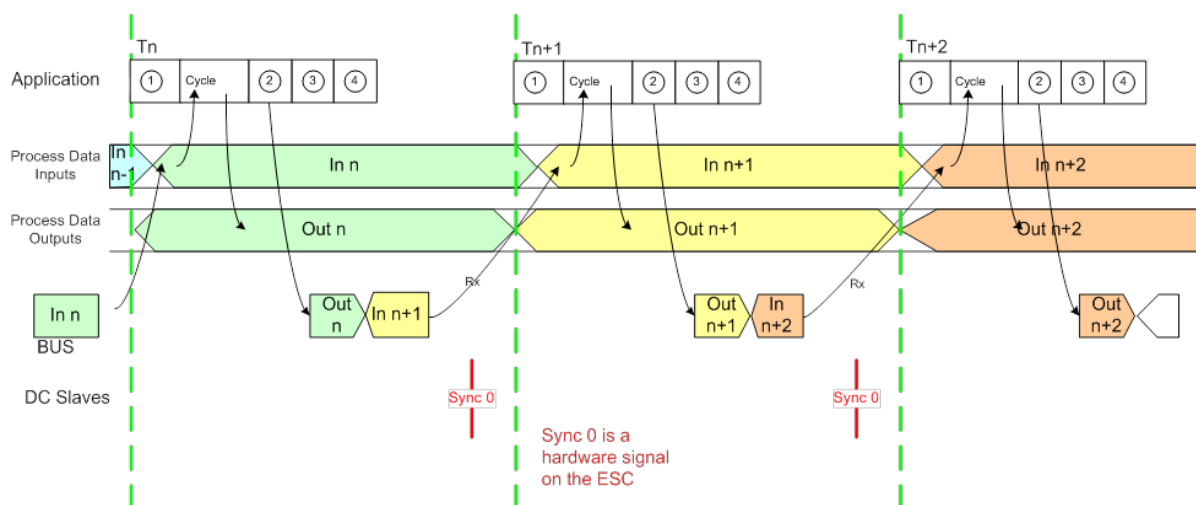 Tn
Tn+1
Tn+2
Application
1 Cycle 2 3 4
1 Cycle 2 3 4
1 Cycle 2 3 4
Process Data
Inputs
In
n-1
In n
In n+1
In n+2
Process Data
Outputs
Out n
Out n+1
Out n+2
In n
BUS
Out
n
In n+1
Rx
Out
n+1
In
n+2
Rx
Out
n+2
DC Slaves
Sync 0
Sync 0
Sync 0 is a
hardware signal
on the ESC